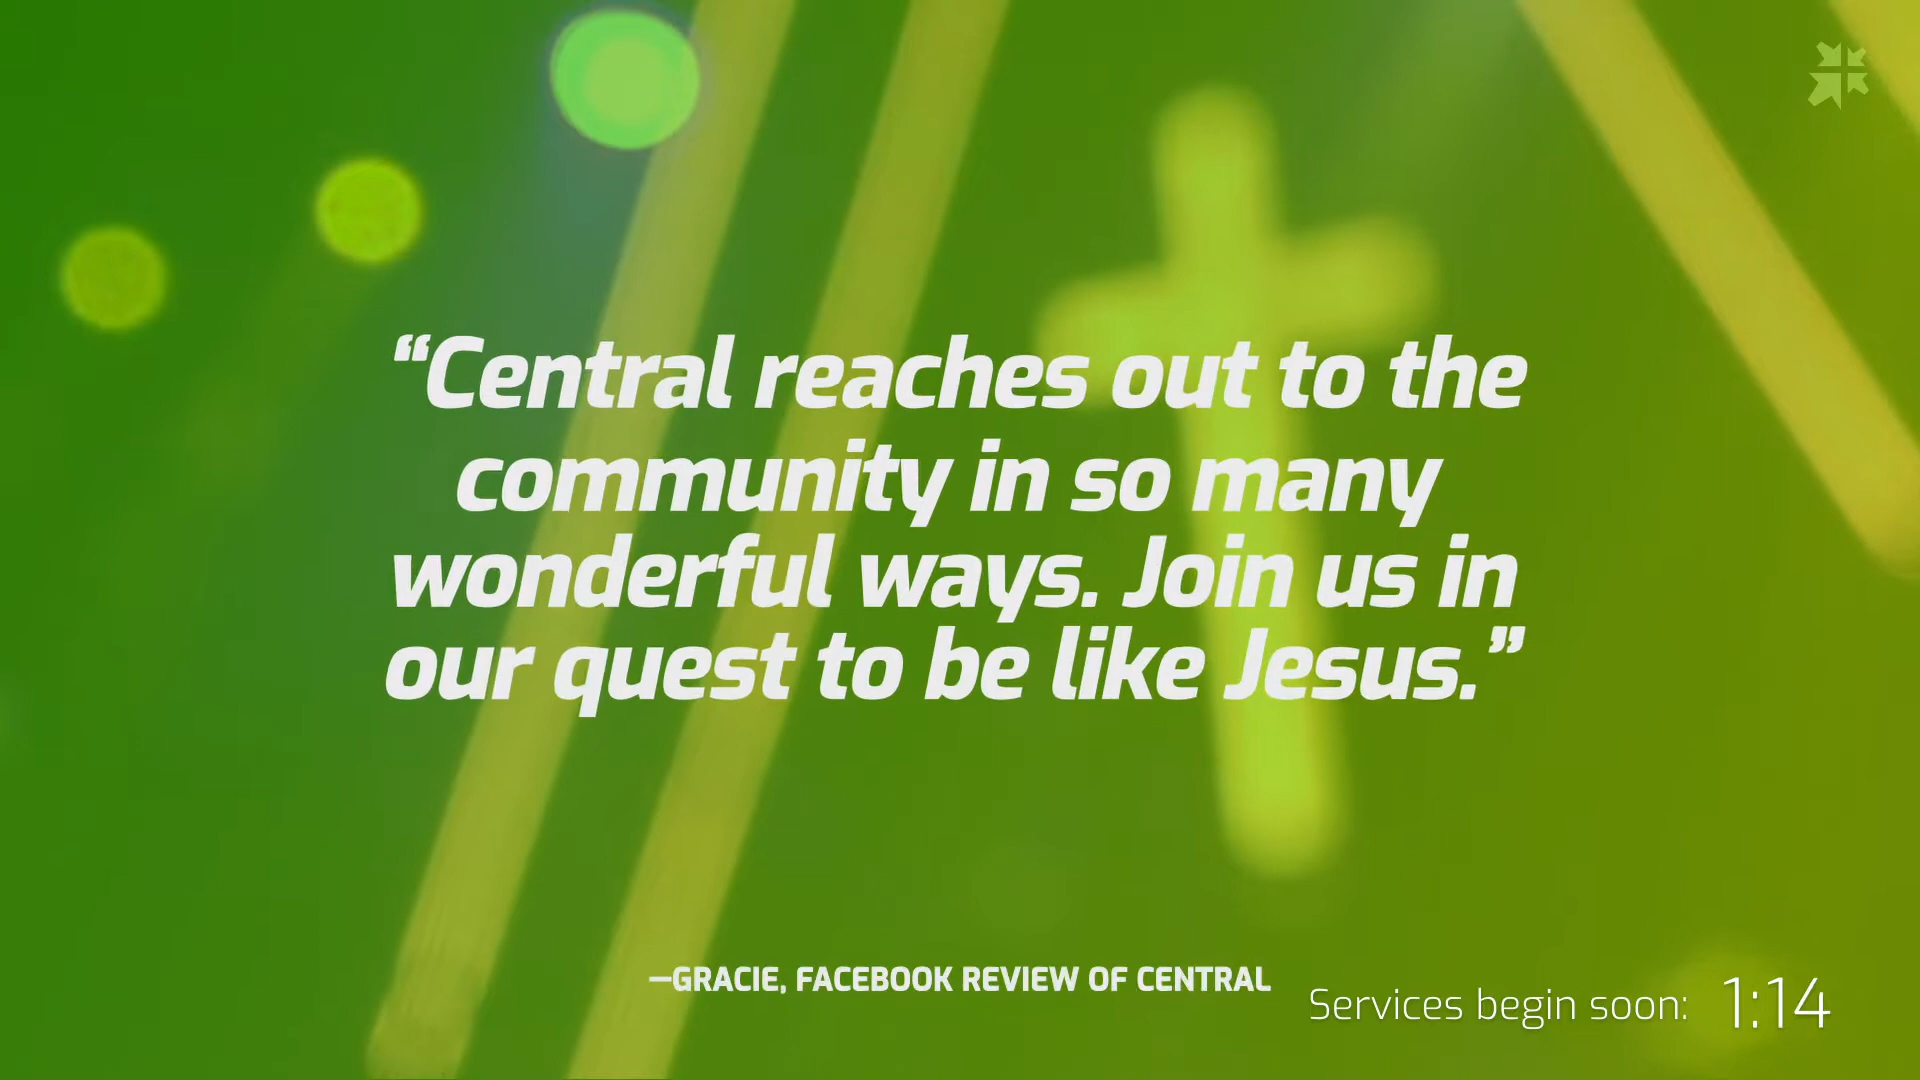 “Central reaches out to the
community in so many
wonderful ways. Join us in
our quest to be like Jesus.”
—GRACIE, FACEBOOK REVIEW OF CENTRAL
Services begin soon: 1:14